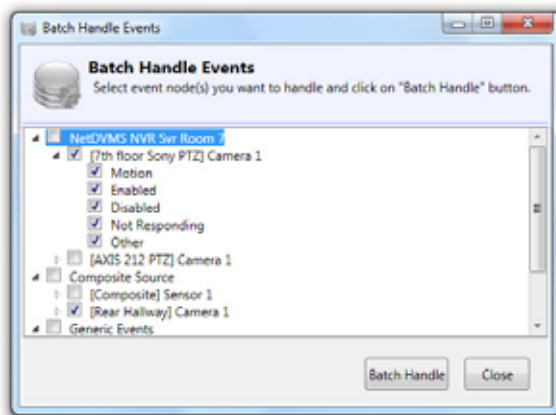 Batch Handle Events
Batch Handle Events
Select event node(s) you want to handle and click on "Batch Handle" button.
NetDVMS NVR Svr Room 7
[7th floor Sony PTZ] Camera 1
Motion
Enabled
Disabled
Not Responding
Other
[AXIS 212 PTZ] Camera 1
Composite Source
[Composite] Sensor 1
[Rear Hallway] Camera 1
Generic Events
Batch Handle Close